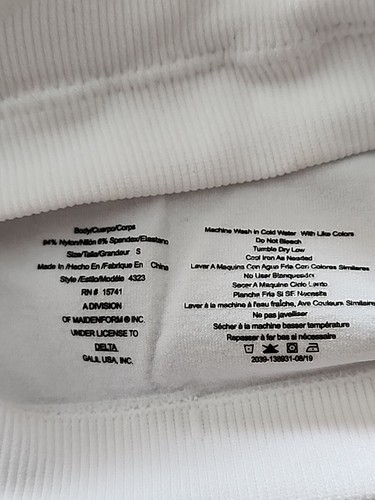 Body/Cuerpo/Corps
94% Nylon/Nilón 6% Spandex/Elastano
Size/Talla/Grandeur S
Made In /Hecho En /Fabrique En China
Style /Estilo/Modèle 4323
RN # 15741
A DIVISION
OF MAIDENFORM ® INC.
UNDER LICENSE TO
DELTA
GALIL USA, INC.
Machine Wash in Cold Water With Like Colors
Do Not Bleach
Tumble Dry Low
Cool Iron As Needed
Lavar A Maquina Con Agua Fria Con Colores Similares
No Usar Blanqueador
Secar A Maquina Ciclo Lento
Plancha Fria Si SE Necesita
Laver à la machine à l'eau fraîche, Ave Couleurs Similaires
Ne pas javelliser
Sécher à la machine basser température
Repasser à fer bas si nécessaire
2039-138931-08/19